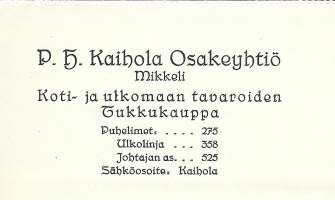 P. H. Kaihola Osakeyhtiö
Mikkeli
Koti- ja ulkomaan tavaroiden
Tukkukauppa
Puhelimet. . . . . 275
Ulkolinja . . . 358
Johtajan as. . . 525
Sähköosoite. Kaihola